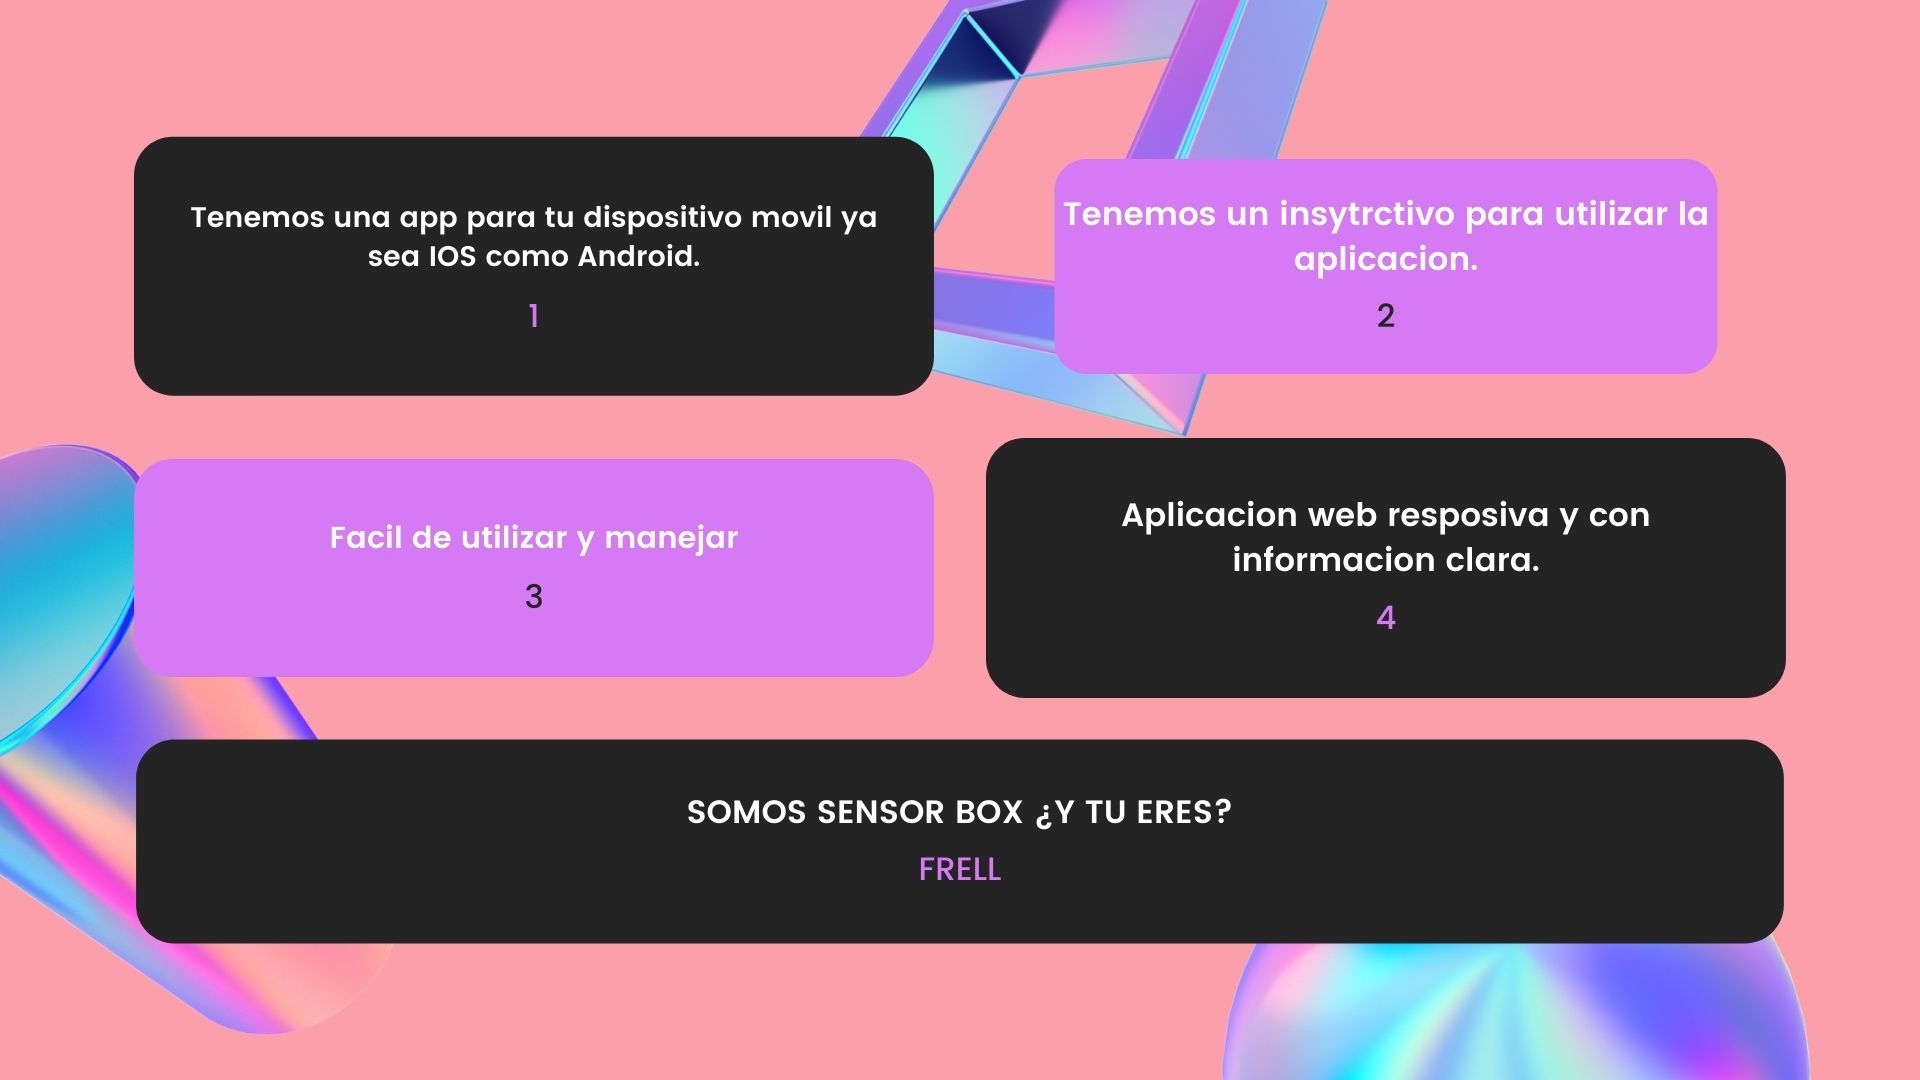 Tenemos una app para tu dispositivo movil ya
sea IOS como Android.
1
Tenemos un insytrctivo para utilizar la
aplicacion.
2
Facil de utilizar y manejar
3
Aplicacion web resposiva y con
informacion clara.
4
SOMOS SENSOR BOX ¿Y TU ERES?
FRELL